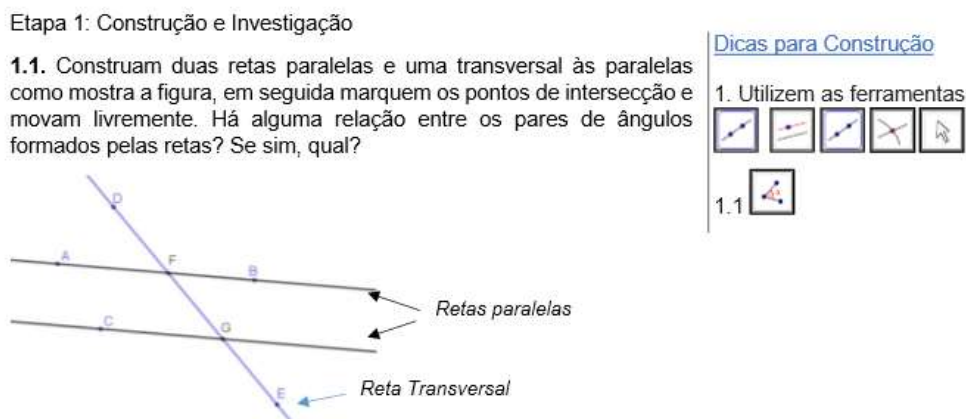 Etapa 1: Construção e Investigação
1.1. Construam duas retas paralelas e uma transversal às paralelas
como mostra a figura, em seguida marquem os pontos de intersecção e
movam livremente. Há alguma relação entre os pares de ângulos
formados pelas retas? Se sim, qual?
Dicas para Construção
1. Utilizem as ferramentas
1.1
D
A
F
B
Retas paralelas
C
G
E
Reta Transversal